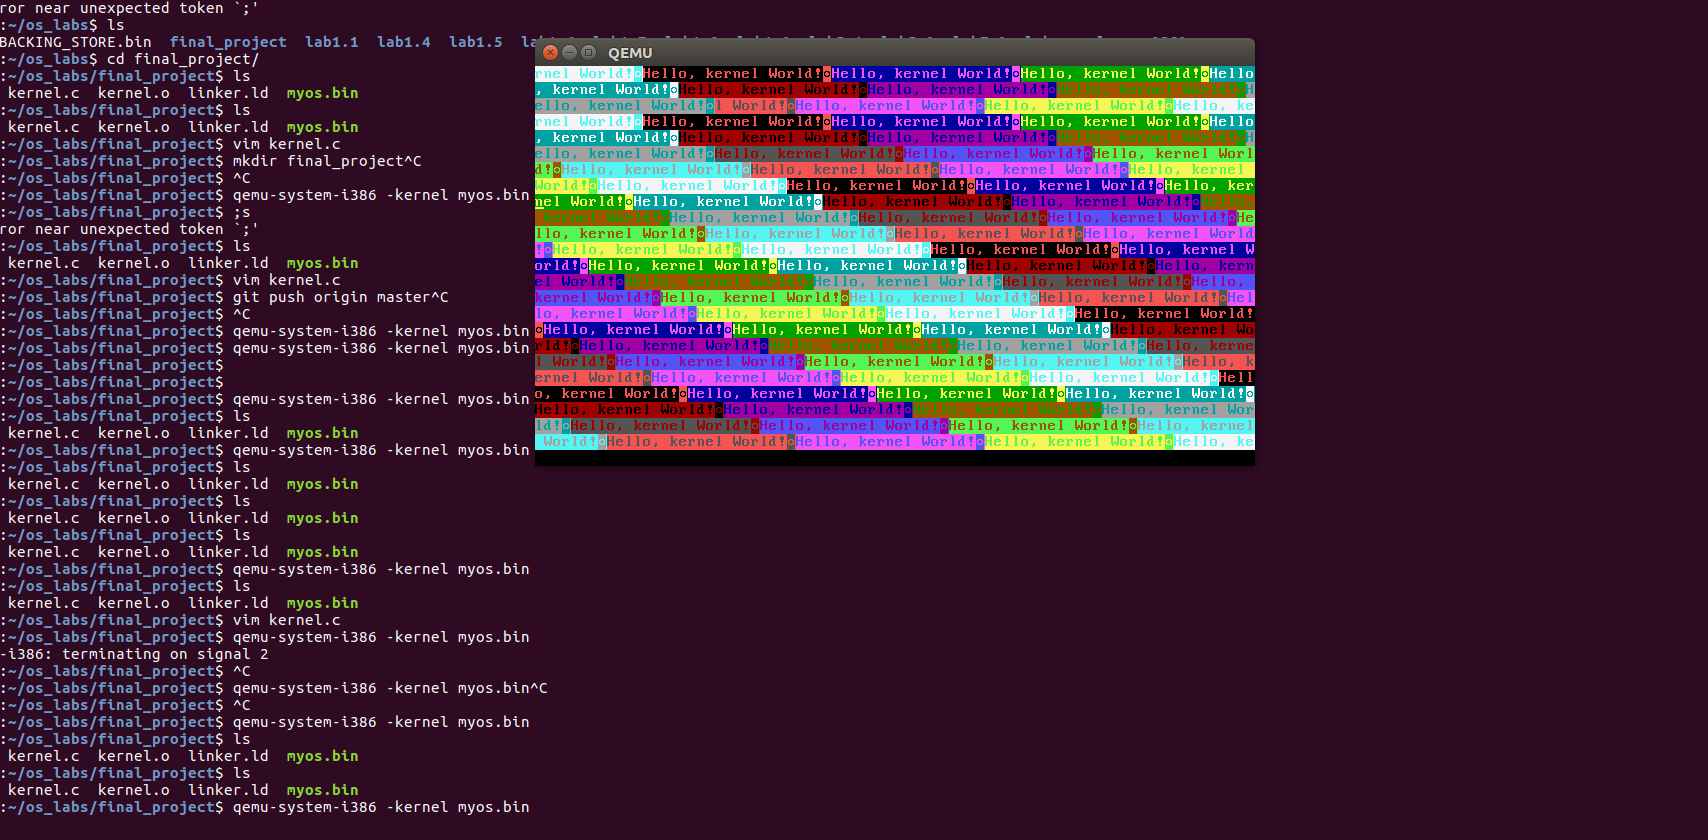 ror near unexpected token `;'
:~/os_labs$ ls
BACKING_STORE.bin  final_project  lab1.1  lab1.4  lab1.5
:~/os_labs$ cd final_project/
:~/os_labs/final_project$ ls
kernel.c  kernel.o  linker.ld  myos.bin
:~/os_labs/final_project$ ls
kernel.c  kernel.o  linker.ld  myos.bin
:~/os_labs/final_project$ vim kernel.c
:~/os_labs/final_project$ mkdir final_project^C
:~/os_labs/final_project$ ^C
:~/os_labs/final_project$ qemu-system-i386 -kernel myos.bin
:~/os_labs/final_project$ ;s
ror near unexpected token `;'
:~/os_labs/final_project$ ls
kernel.c  kernel.o  linker.ld  myos.bin
:~/os_labs/final_project$ vim kernel.c
:~/os_labs/final_project$ git push origin master^C
:~/os_labs/final_project$ ^C
:~/os_labs/final_project$ qemu-system-i386 -kernel myos.bin
:~/os_labs/final_project$ qemu-system-i386 -kernel myos.bin
:~/os_labs/final_project$
:~/os_labs/final_project$
:~/os_labs/final_project$ qemu-system-i386 -kernel myos.bin
:~/os_labs/final_project$ ls
kernel.c  kernel.o  linker.ld  myos.bin
:~/os_labs/final_project$ qemu-system-i386 -kernel myos.bin
:~/os_labs/final_project$ ls
kernel.c  kernel.o  linker.ld  myos.bin
:~/os_labs/final_project$ ls
kernel.c  kernel.o  linker.ld  myos.bin
:~/os_labs/final_project$ ls
kernel.c  kernel.o  linker.ld  myos.bin
:~/os_labs/final_project$ qemu-system-i386 -kernel myos.bin
:~/os_labs/final_project$ ls
kernel.c  kernel.o  linker.ld  myos.bin
:~/os_labs/final_project$ vim kernel.c
:~/os_labs/final_project$ qemu-system-i386 -kernel myos.bin
-i386: terminating on signal 2
:~/os_labs/final_project$ ^C
:~/os_labs/final_project$ qemu-system-i386 -kernel myos.bin^C
:~/os_labs/final_project$ ^C
:~/os_labs/final_project$ qemu-system-i386 -kernel myos.bin
:~/os_labs/final_project$ ls
kernel.c  kernel.o  linker.ld  myos.bin
:~/os_labs/final_project$ ls
kernel.c  kernel.o  linker.ld  myos.bin
:~/os_labs/final_project$ qemu-system-i386 -kernel myos.bin
QEMU
rnel World!◙Hello, kernel World!◙Hello, kernel World!◙Hello, kernel World!◙Hello
, kernel World!◙Hello, kernel World!◙Hello, kernel World!◙Hello, kernel World!◙H
ello, kernel World!◙l World!◙Hello, kernel World!◙Hello, kernel World!◙Hello, ke
rnel World!◙Hello, kernel World!◙Hello, kernel World!◙Hello, kernel World!◙Hello
, kernel World!◙Hello, kernel World!◙Hello, kernel World!◙Hello, kernel World!◙H
ello, kernel World!◙Hello, kernel World!◙Hello, kernel World!◙Hello, kernel Worl
d!◙Hello, kernel World!◙Hello, kernel World!◙Hello, kernel World!◙Hello, kernel
World!◙Hello, kernel World!◙Hello, kernel World!◙Hello, kernel World!◙Hello, ker
nel World!◙Hello, kernel World!◙Hello, kernel World!◙Hello, kernel World!◙Hello,
kernel World!◙Hello, kernel World!◙Hello, kernel World!◙Hello, kernel World!◙He
llo, kernel World!◙Hello, kernel World!◙Hello, kernel World!◙Hello, kernel World
!◙Hello, kernel World!◙Hello, kernel World!◙Hello, kernel World!◙Hello, kernel W
orld!◙Hello, kernel World!◙Hello, kernel World!◙Hello, kernel World!◙Hello, kern
el World!◙Hello, kernel World!◙Hello, kernel World!◙Hello, kernel World!◙Hello,
kernel World!◙Hello, kernel World!◙Hello, kernel World!◙Hello, kernel World!◙Hel
lo, kernel World!◙Hello, kernel World!◙Hello, kernel World!◙Hello, kernel World!
◙Hello, kernel World!◙Hello, kernel World!◙Hello, kernel World!◙Hello, kernel Wo
rld!◙Hello, kernel World!◙Hello, kernel World!◙Hello, kernel World!◙Hello, kerne
l World!◙Hello, kernel World!◙Hello, kernel World!◙Hello, kernel World!◙Hello, k
ernel World!◙Hello, kernel World!◙Hello, kernel World!◙Hello, kernel World!◙Hell
o, kernel World!◙Hello, kernel World!◙Hello, kernel World!◙Hello, kernel World!◙
Hello, kernel World!◙Hello, kernel World!◙Hello, kernel World!◙Hello, kernel Wor
ld!◙Hello, kernel World!◙Hello, kernel World!◙Hello, kernel World!◙Hello, kernel
World!◙Hello, kernel World!◙Hello, kernel World!◙Hello, kernel World!◙Hello, ke